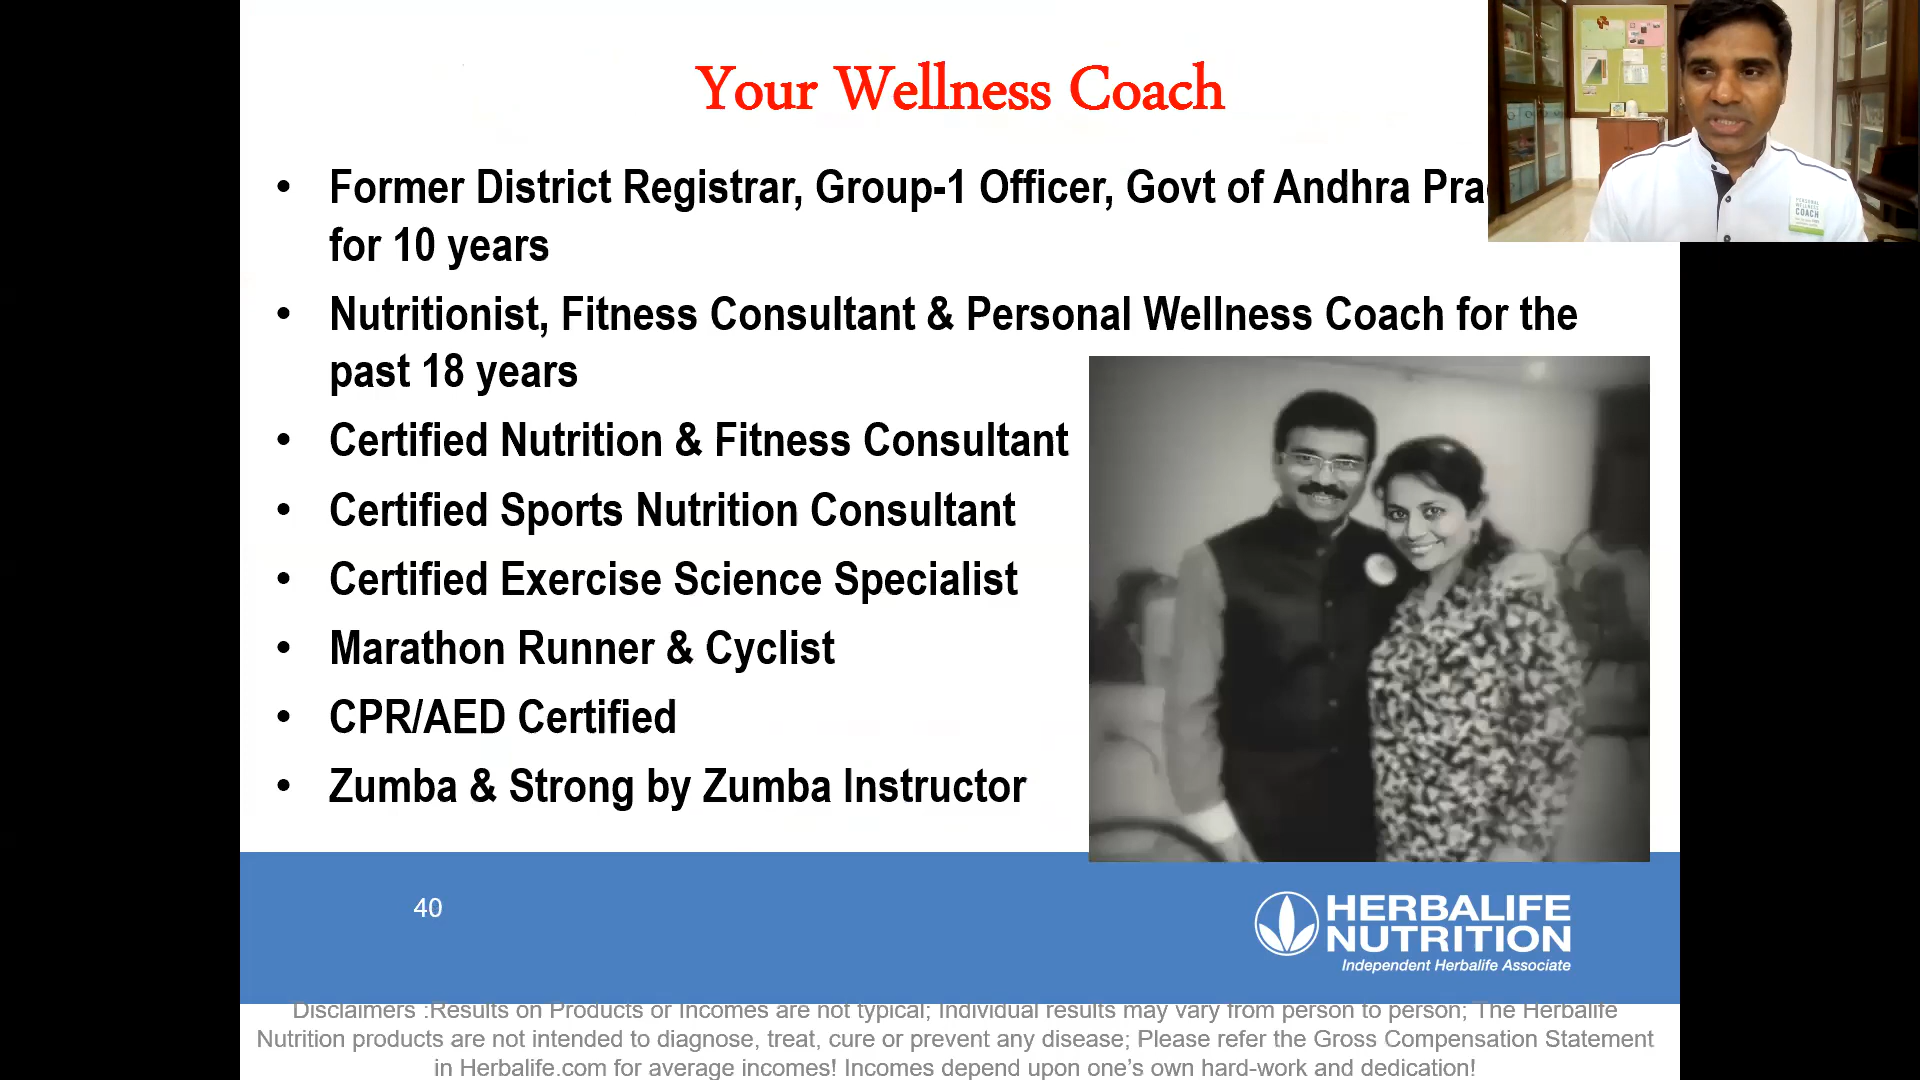 Your Wellness Coach
• Former District Registrar, Group-1 Officer, Govt of Andhra
for 10 years
• Nutritionist, Fitness Consultant & Personal Wellness Coach for the
past 18 years
• Certified Nutrition & Fitness Consultant
• Certified Sports Nutrition Consultant
• Certified Exercise Science Specialist
• Marathon Runner & Cyclist
• CPR/AED Certified
• Zumba & Strong by Zumba Instructor
PERSONAL
WELLNESS
COACH
40
HERBALIFE
NUTRITION
Independent Herbalife Associate
Disclaimers :Results on Products or Incomes are not typical; Individual results may vary from person to person; The Herbalife
Nutrition products are not intended to diagnose, treat, cure or prevent any disease; Please refer the Gross Compensation Statement
in Herbalife.com for average incomes! Incomes depend upon one’s own hard-work and dedication!